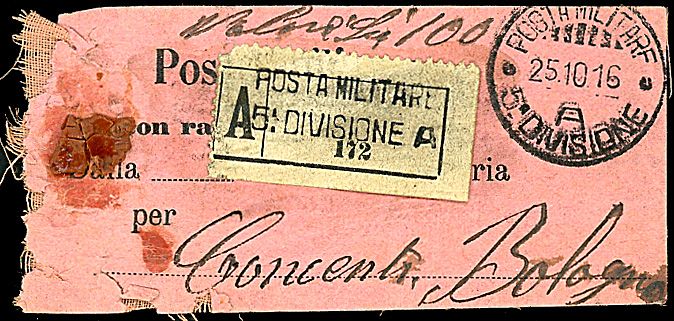 100
Pos
POSTA MILITARE
A 5ª DIVISIONE A
172
POSTA MILITARE
25.10.16
A
5ª DIVISIONE
on ra
Dalla
ria
per
Bologna